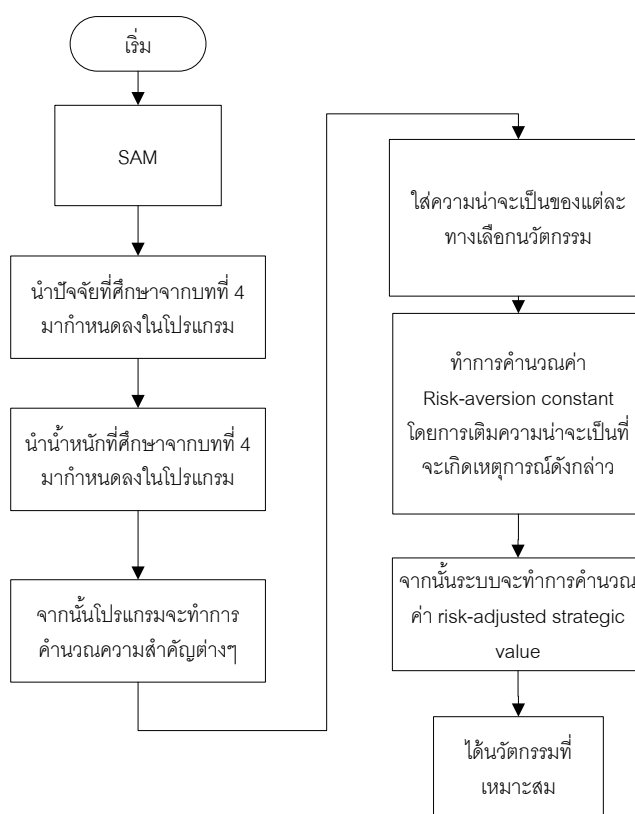 เริ่ม
SAM
นำปัจจัยที่ศึกษาจากบทที่ 4
มากำหนดลงในโปรแกรม
นำน้ำหนักที่ศึกษาจากบทที่ 4
มากำหนดลงในโปรแกรม
จากนั้นโปรแกรมจะทำการ
คำนวณความสำคัญต่างๆ
ใส่ความน่าจะเป็นของแต่ละ
ทางเลือกนวัตกรรม
ทำการคำนวณค่า
Risk-aversion constant
โดยการเติมความน่าจะเป็นที่
จะเกิดเหตุการณ์ดังกล่าว
จากนั้นระบบจะทำการคำนวณ
ค่า risk-adjusted strategic
value
ได้นวัตกรรมที่
เหมาะสม